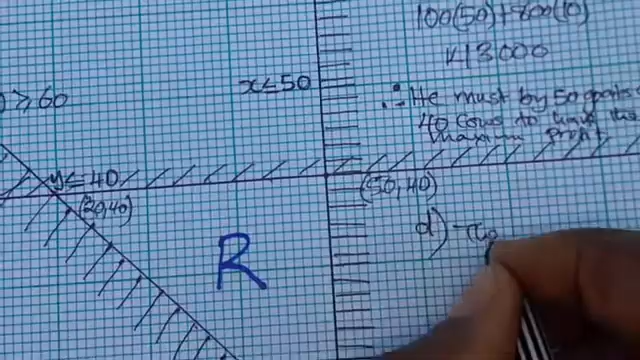 100(50)+800(10)
K13000
x≤50
≥60
∴ He must by 50 goats
40 cows to have the
maximum profit
y≤40
(20,40)
(50,40)
R
d)